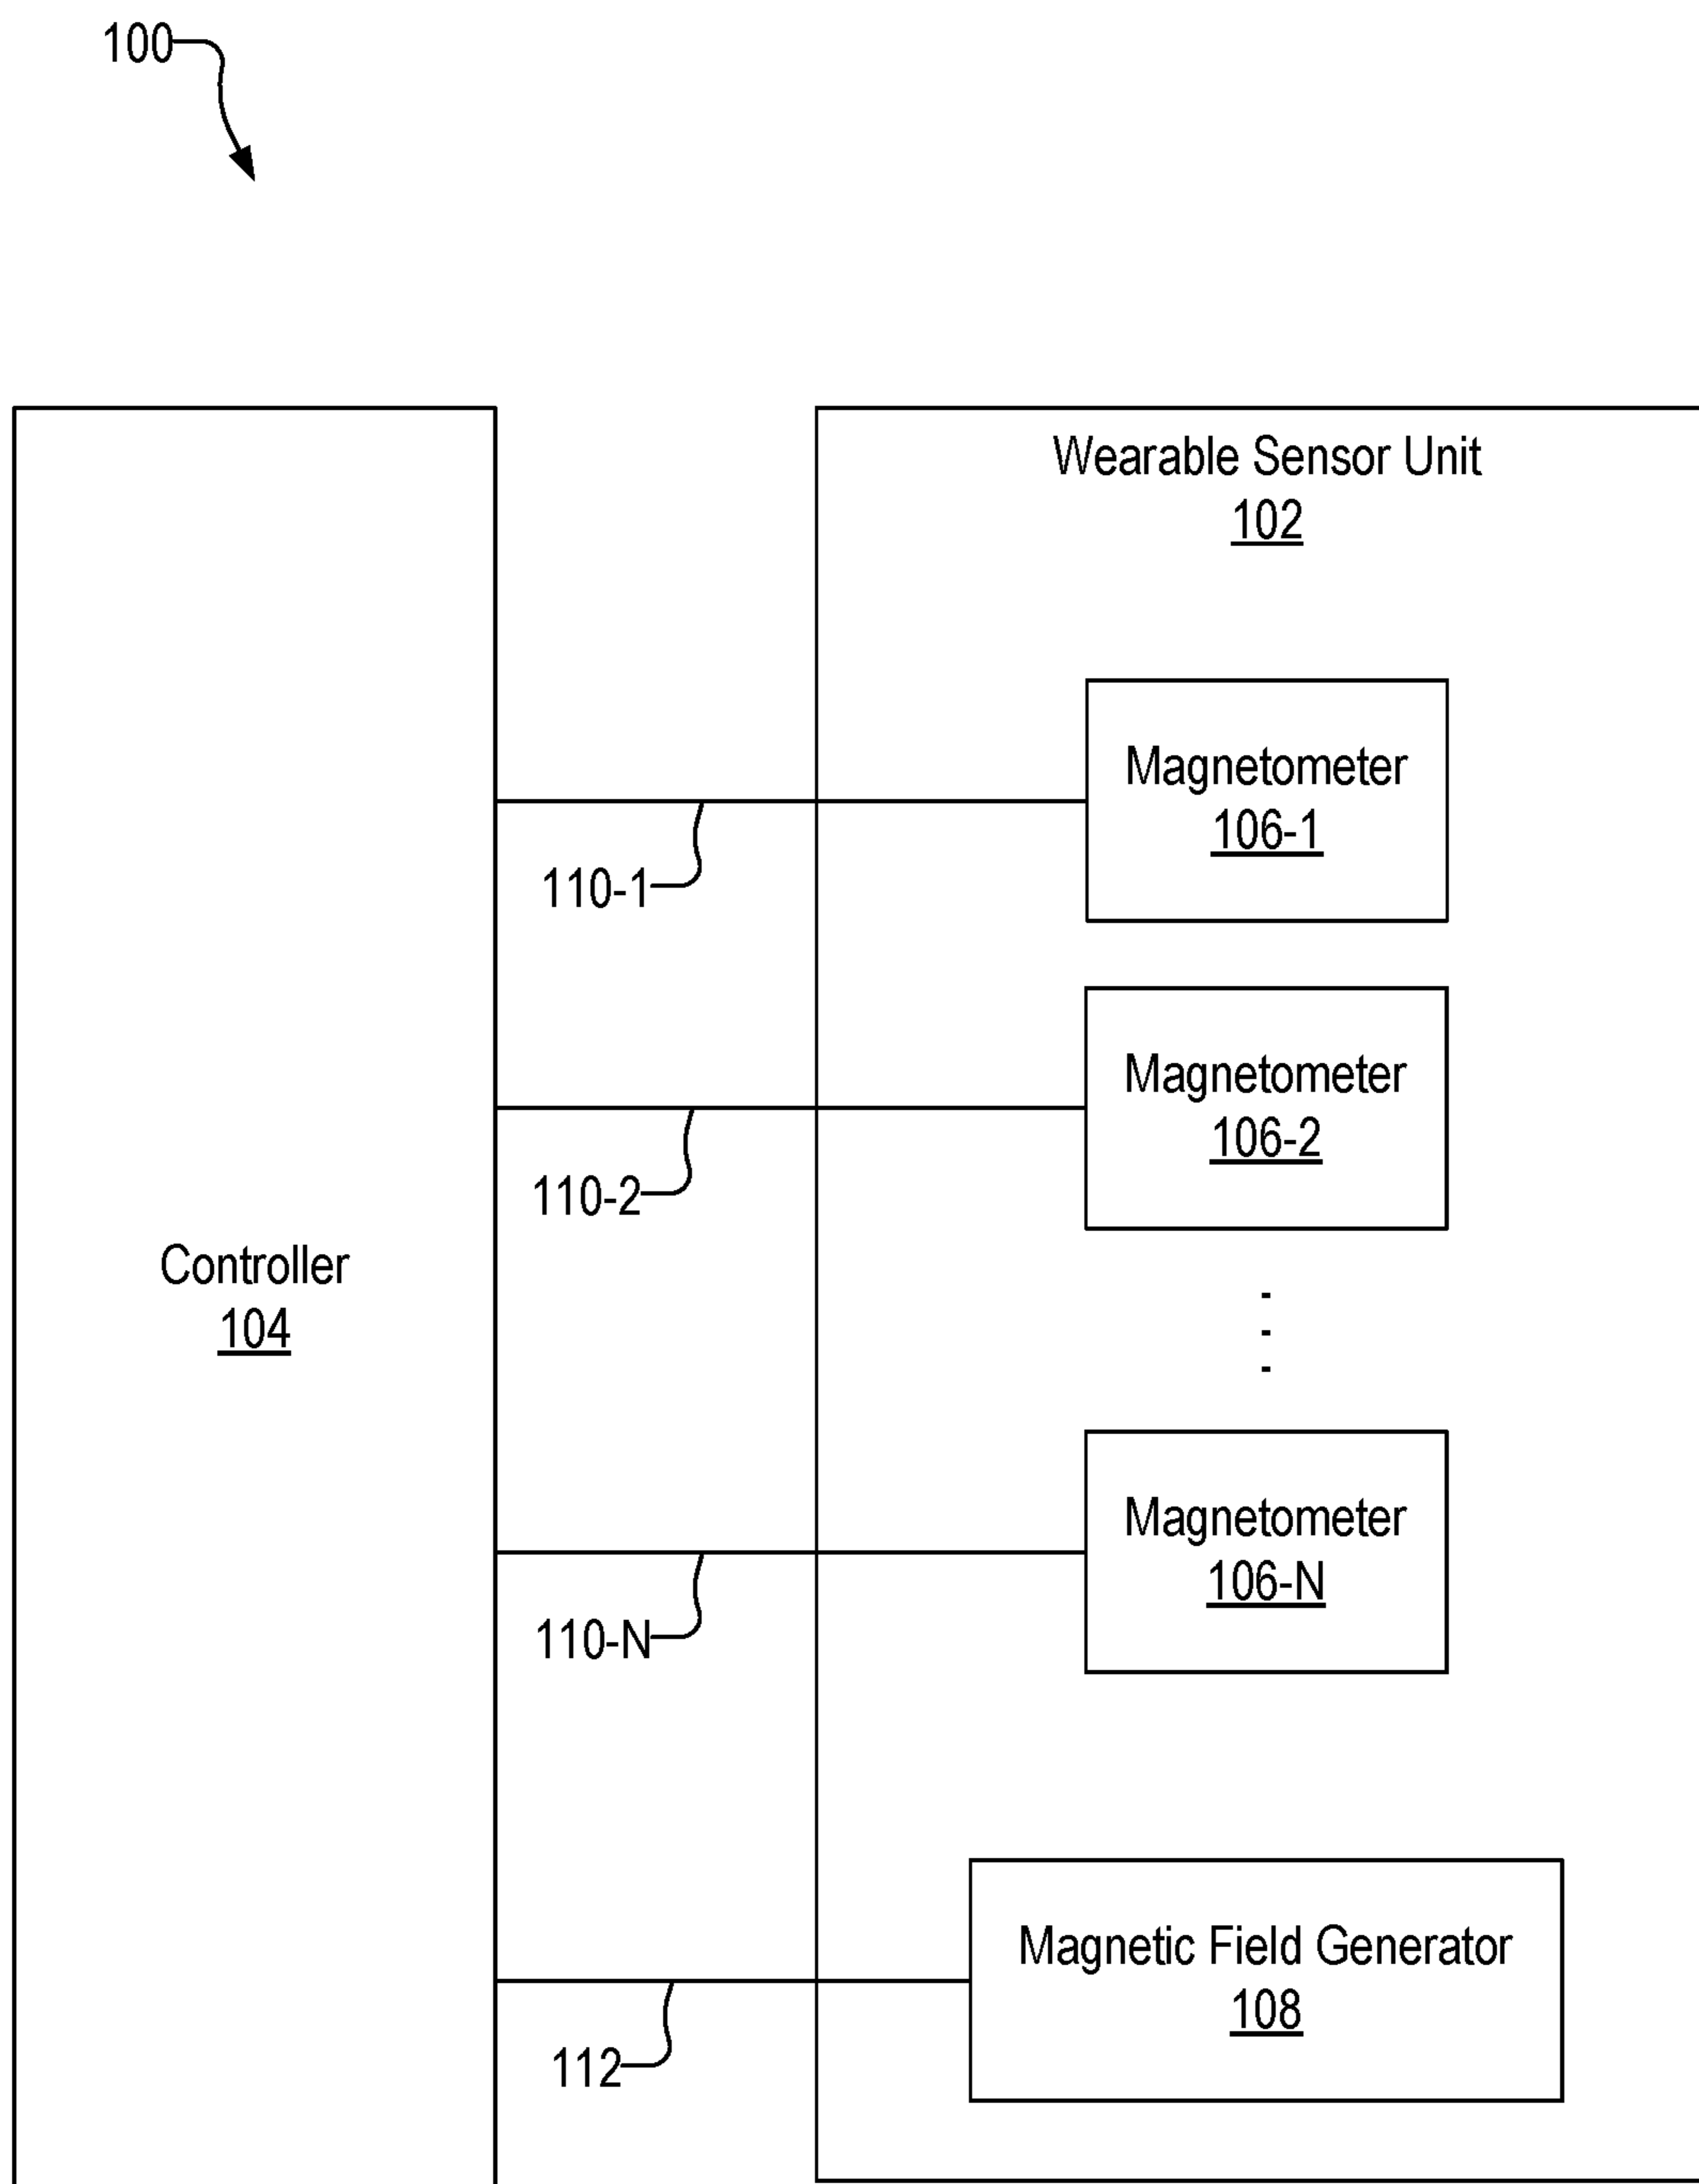 100
Wearable Sensor Unit
102
Magnetometer
106-1
110-1
Magnetometer
106-2
110-2
Controller
104
Magnetometer
106-N
110-N
Magnetic Field Generator
108
112